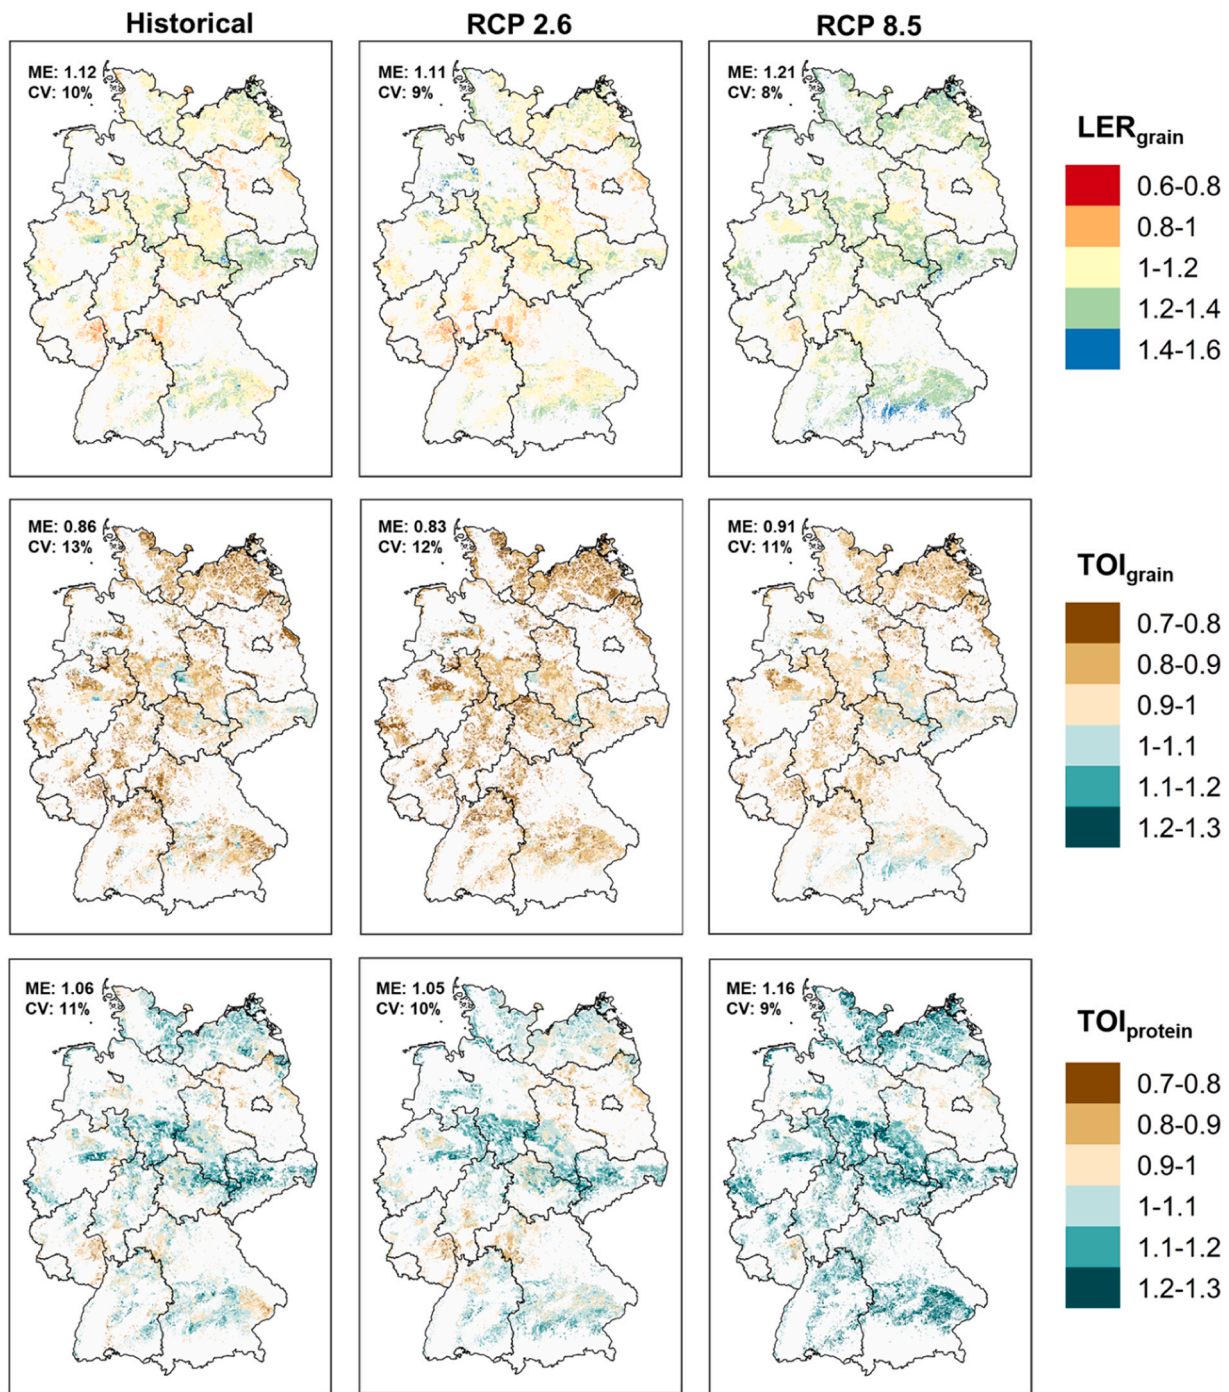 Historical
RCP 2.6
RCP 8.5
ME: 1.12
CV: 10%
ME: 1.11
CV: 9%
ME: 1.21
CV: 8%
LERgrain
0.6-0.8
0.8-1
1-1.2
1.2-1.4
1.4-1.6
ME: 0.86
CV: 13%
ME: 0.83
CV: 12%
ME: 0.91
CV: 11%
TOIgrain
0.7-0.8
0.8-0.9
0.9-1
1-1.1
1.1-1.2
1.2-1.3
ME: 1.06
CV: 11%
ME: 1.05
CV: 10%
ME: 1.16
CV: 9%
TOIprotein
0.7-0.8
0.8-0.9
0.9-1
1-1.1
1.1-1.2
1.2-1.3